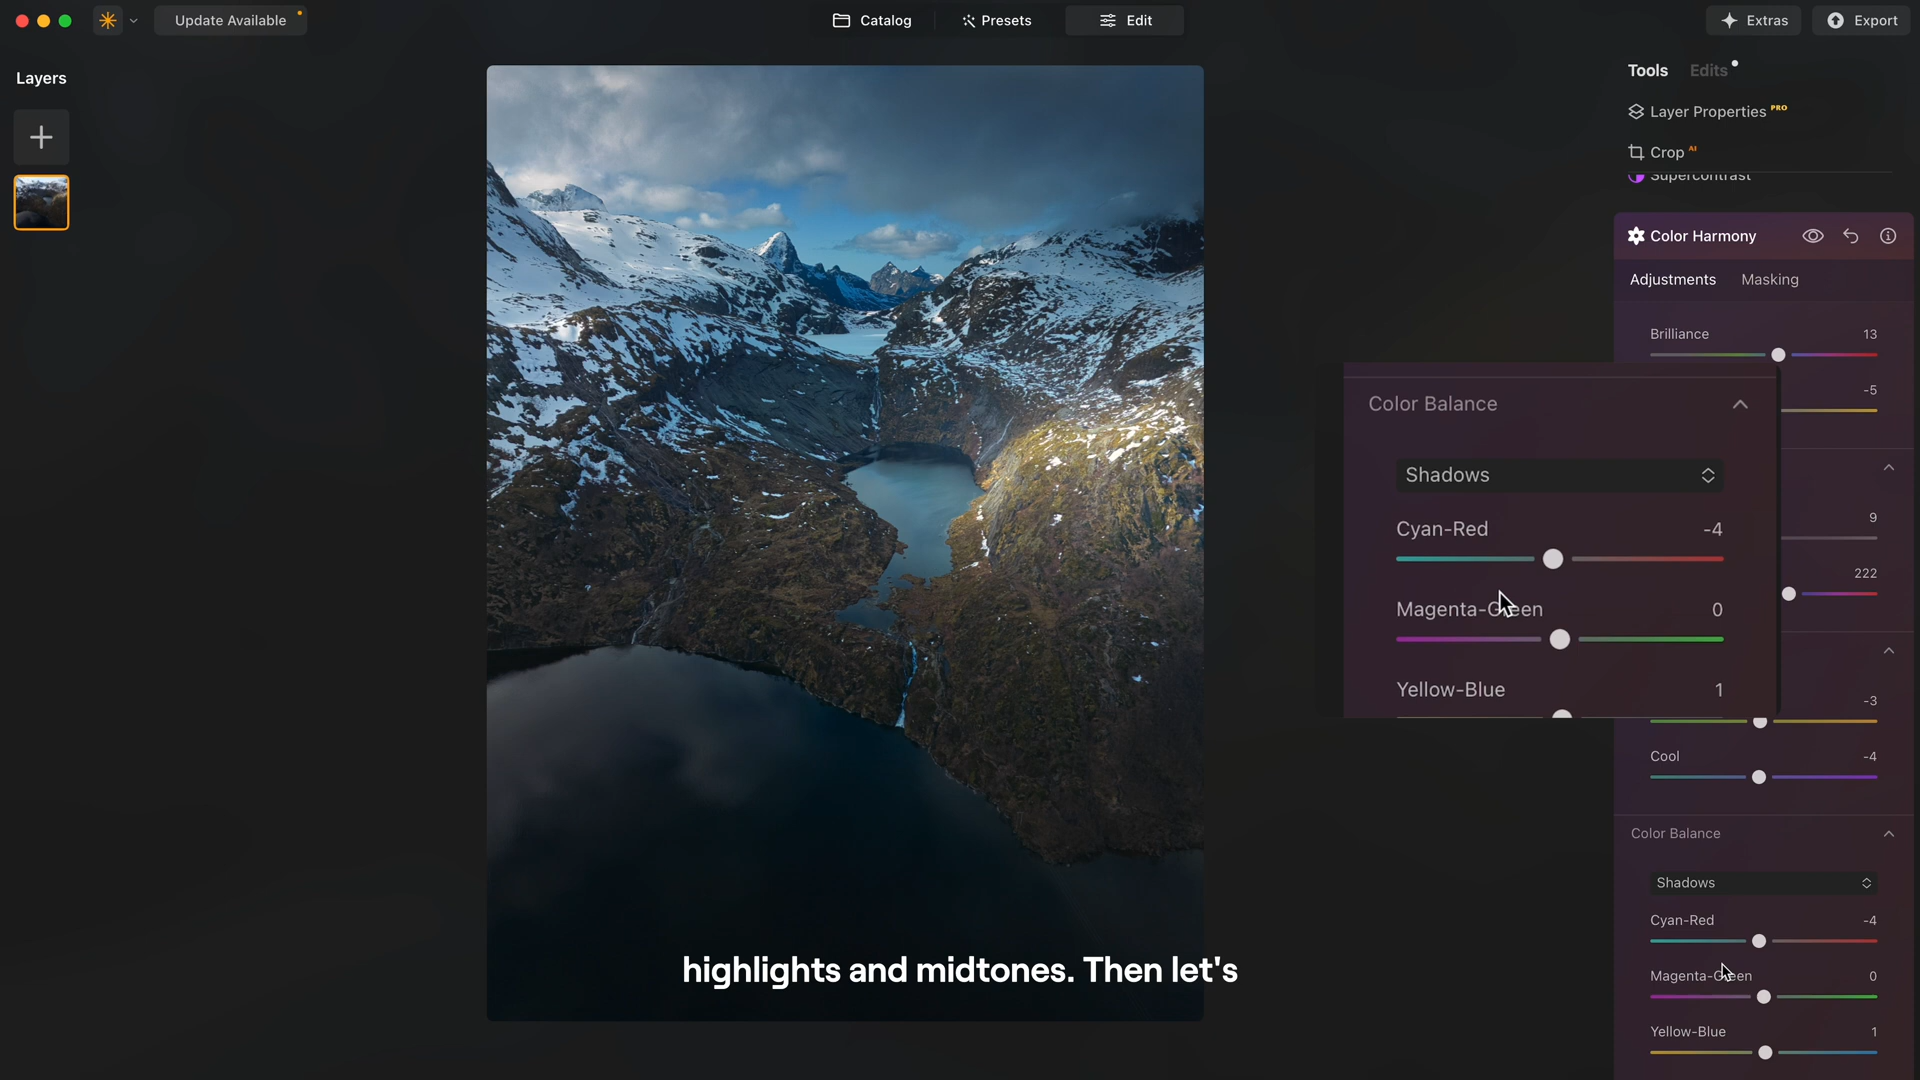 Update Available
Catalog
Presets
Edit
Extras
Export
Layers
Tools
Edits
Layer Properties PRO
Crop AI
Supercontrast
Color Harmony
Adjustments
Masking
Brilliance 13
-5
9
222
-3
Cool -4
Color Balance
Shadows
Cyan-Red -4
Magenta-Green 0
Yellow-Blue 1
Color Balance
Shadows
Cyan-Red -4
Magenta-Green 0
Yellow-Blue 1
highlights and midtones. Then let's